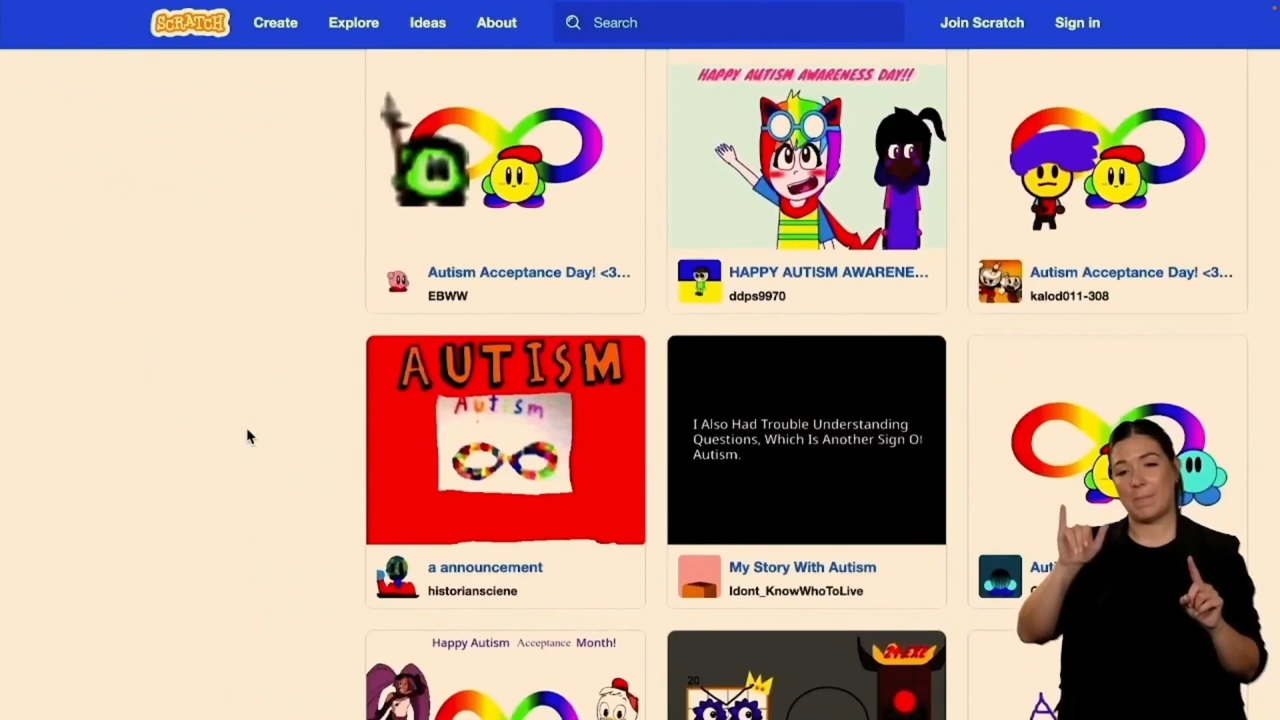 SCRATCH Create Explore Ideas About Search Join Scratch Sign in
HAPPY AUTISM AWARENESS DAY!!
Autism Acceptance Day! <3...
EBWW
HAPPY AUTISM AWARENE...
ddps9970
Autism Acceptance Day! <3...
kalod011-308
AUTISM
Autism
I Also Had Trouble Understanding
Questions, Which Is Another Sign Of
Autism.
a announcement
historiansciene
My Story With Autism
Idont_KnowWhoToLive
Happy Autism Acceptance Month!
20